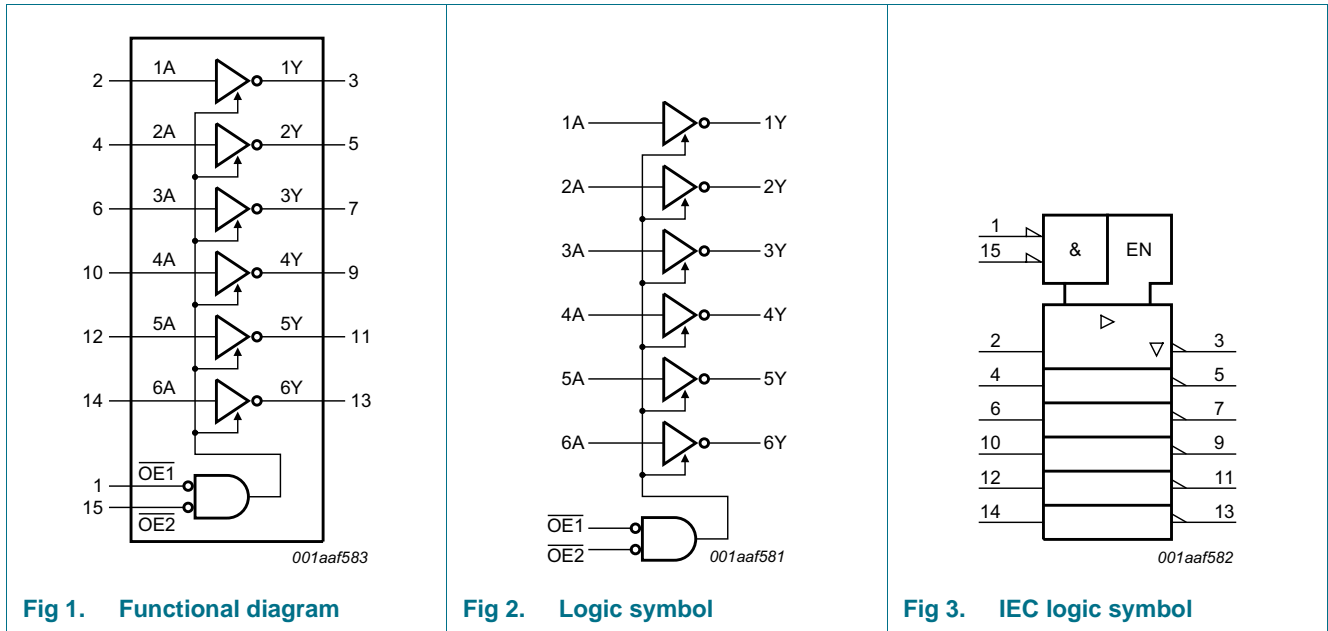 2 1A 1Y 3
4 2A 2Y 5
6 3A 3Y 7
10 4A 4Y 9
12 5A 5Y 11
14 6A 6Y 13
1 OE1
15 OE2
001aaf583
Fig 1. Functional diagram
1A 1Y
2A 2Y
3A 3Y
4A 4Y
5A 5Y
6A 6Y
OE1
OE2
001aaf581
Fig 2. Logic symbol
1
15 & EN
2 3
4 5
6 7
10 9
12 11
14 13
001aaf582
Fig 3. IEC logic symbol